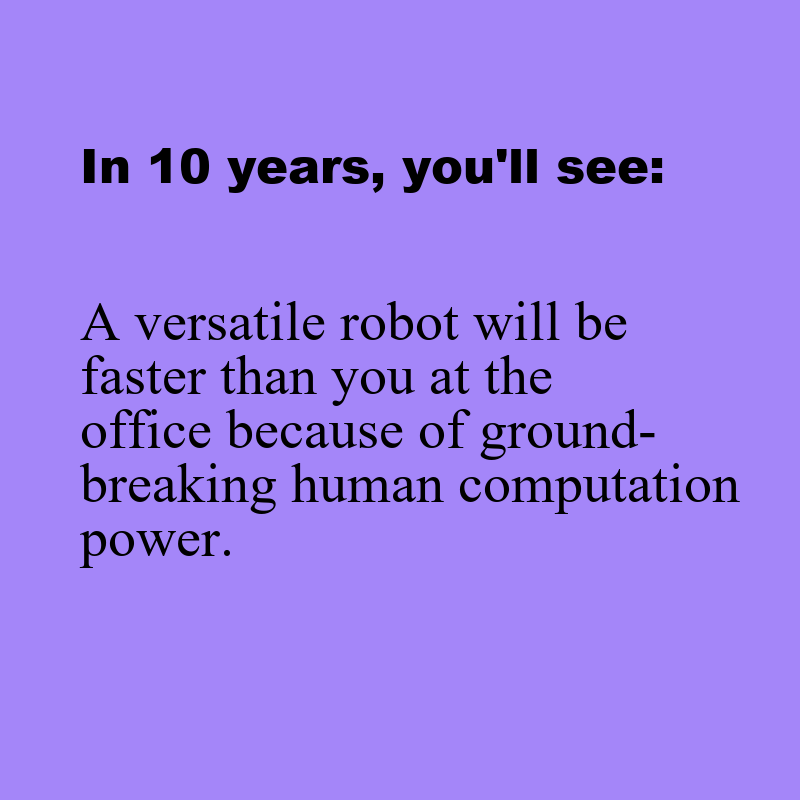 In 10 years, you'll see:
A versatile robot will be
faster than you at the
office because of ground-
breaking human computation
power.